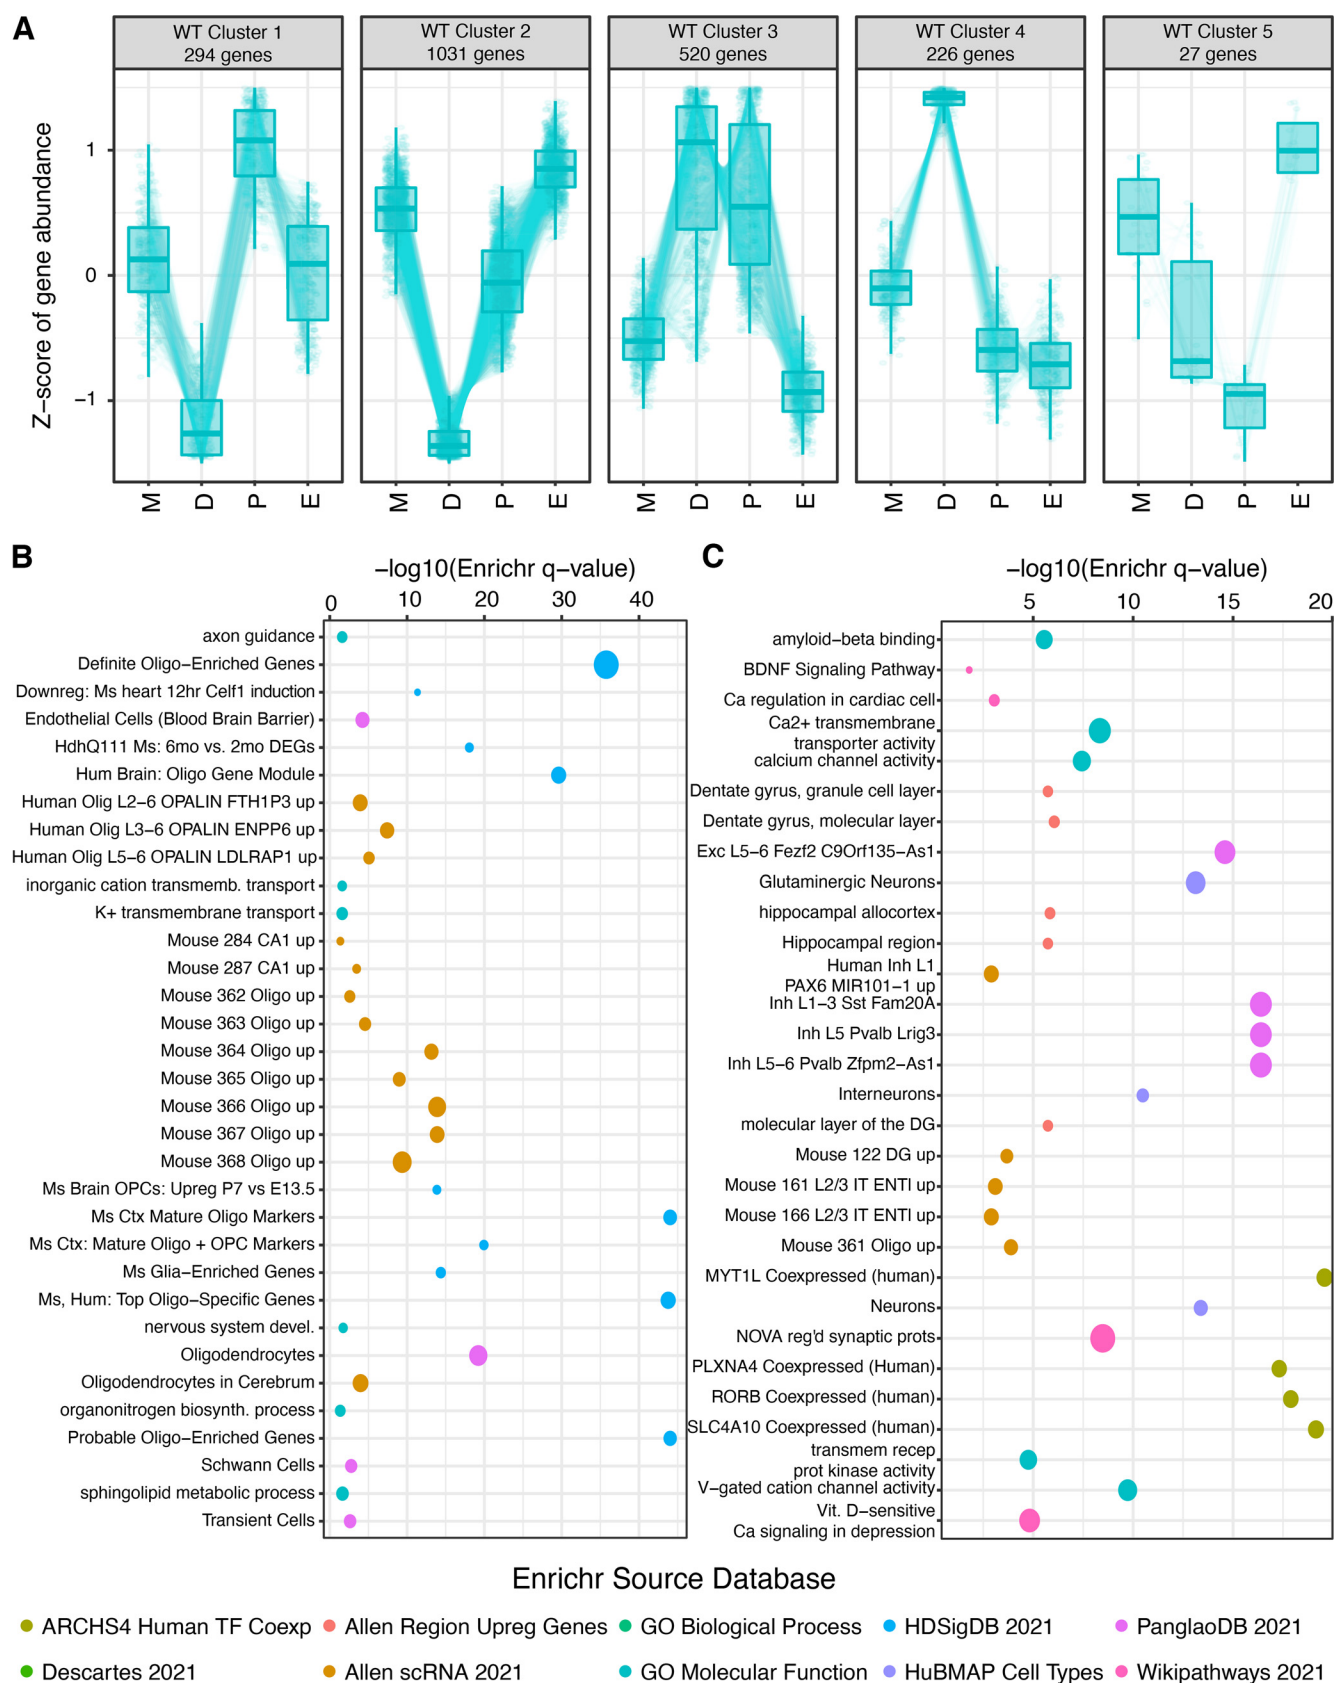 A
WT Cluster 1
294 genes
WT Cluster 2
1031 genes
WT Cluster 3
520 genes
WT Cluster 4
226 genes
WT Cluster 5
27 genes
Z−score of gene abundance
1
0
−1
M D P E
M D P E
M D P E
M D P E
M D P E
B
−log10(Enrichr q−value)
0 10 20 30 40
axon guidance
Definite Oligo−Enriched Genes
Downreg: Ms heart 12hr Celf1 induction
Endothelial Cells (Blood Brain Barrier)
HdhQ111 Ms: 6mo vs. 2mo DEGs
Hum Brain: Oligo Gene Module
Human Olig L2−6 OPALIN FTH1P3 up
Human Olig L3−6 OPALIN ENPP6 up
Human Olig L5−6 OPALIN LDLRAP1 up
inorganic cation transmemb. transport
K+ transmembrane transport
Mouse 284 CA1 up
Mouse 287 CA1 up
Mouse 362 Oligo up
Mouse 363 Oligo up
Mouse 364 Oligo up
Mouse 365 Oligo up
Mouse 366 Oligo up
Mouse 367 Oligo up
Mouse 368 Oligo up
Ms Brain OPCs: Upreg P7 vs E13.5
Ms Ctx Mature Oligo Markers
Ms Ctx: Mature Oligo + OPC Markers
Ms Glia−Enriched Genes
Ms, Hum: Top Oligo−Specific Genes
nervous system devel.
Oligodendrocytes
Oligodendrocytes in Cerebrum
organonitrogen biosynth. process
Probable Oligo−Enriched Genes
Schwann Cells
sphingolipid metabolic process
Transient Cells
C
−log10(Enrichr q−value)
5 10 15 20
amyloid−beta binding
BDNF Signaling Pathway
Ca regulation in cardiac cell
Ca2+ transmembrane
transporter activity
calcium channel activity
Dentate gyrus, granule cell layer
Dentate gyrus, molecular layer
Exc L5−6 Fezf2 C9Orf135−As1
Glutaminergic Neurons
hippocampal allocortex
Hippocampal region
Human Inh L1
PAX6 MIR101−1 up
Inh L1−3 Sst Fam20A
Inh L5 Pvalb Lrig3
Inh L5−6 Pvalb Zfpm2−As1
Interneurons
molecular layer of the DG
Mouse 122 DG up
Mouse 161 L2/3 IT ENTl up
Mouse 166 L2/3 IT ENTl up
Mouse 361 Oligo up
MYT1L Coexpressed (human)
Neurons
NOVA reg'd synaptic prots
PLXNA4 Coexpressed (Human)
RORB Coexpressed (human)
SLC4A10 Coexpressed (human)
transmem recep
prot kinase activity
V−gated cation channel activity
Vit. D−sensitive
Ca signaling in depression
Enrichr Source Database
ARCHS4 Human TF Coexp
Allen Region Upreg Genes
GO Biological Process
HDSigDB 2021
PanglaoDB 2021
Descartes 2021
Allen scRNA 2021
GO Molecular Function
HuBMAP Cell Types
Wikipathways 2021